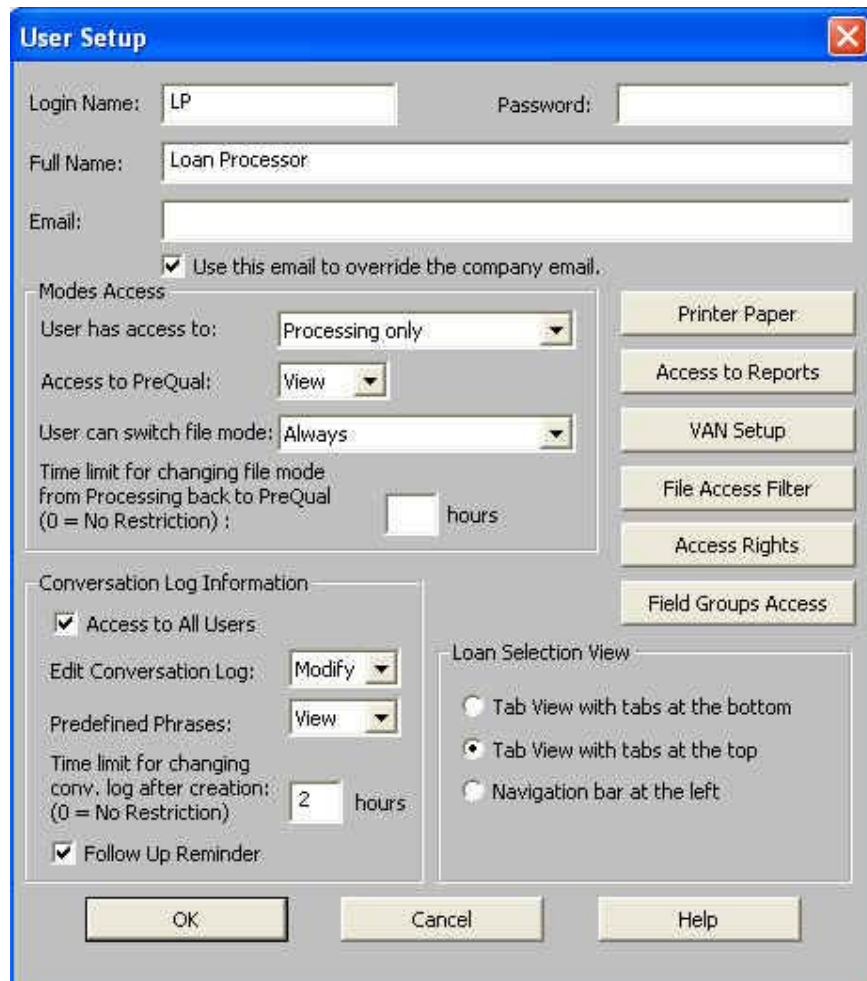 User Setup
Login Name: LP Password:
Full Name: Loan Processor
Email:
Use this email to override the company email.
Modes Access
User has access to: Processing only
Access to PreQual: View
User can switch file mode: Always
Time limit for changing file mode
from Processing back to PreQual
(0 = No Restriction) : hours
Printer Paper
Access to Reports
VAN Setup
File Access Filter
Access Rights
Field Groups Access
Conversation Log Information
Access to All Users
Edit Conversation Log: Modify
Predefined Phrases: View
Time limit for changing
conv. log after creation: 2 hours
(0 = No Restriction)
Follow Up Reminder
Loan Selection View
Tab View with tabs at the bottom
Tab View with tabs at the top
Navigation bar at the left
OK Cancel Help